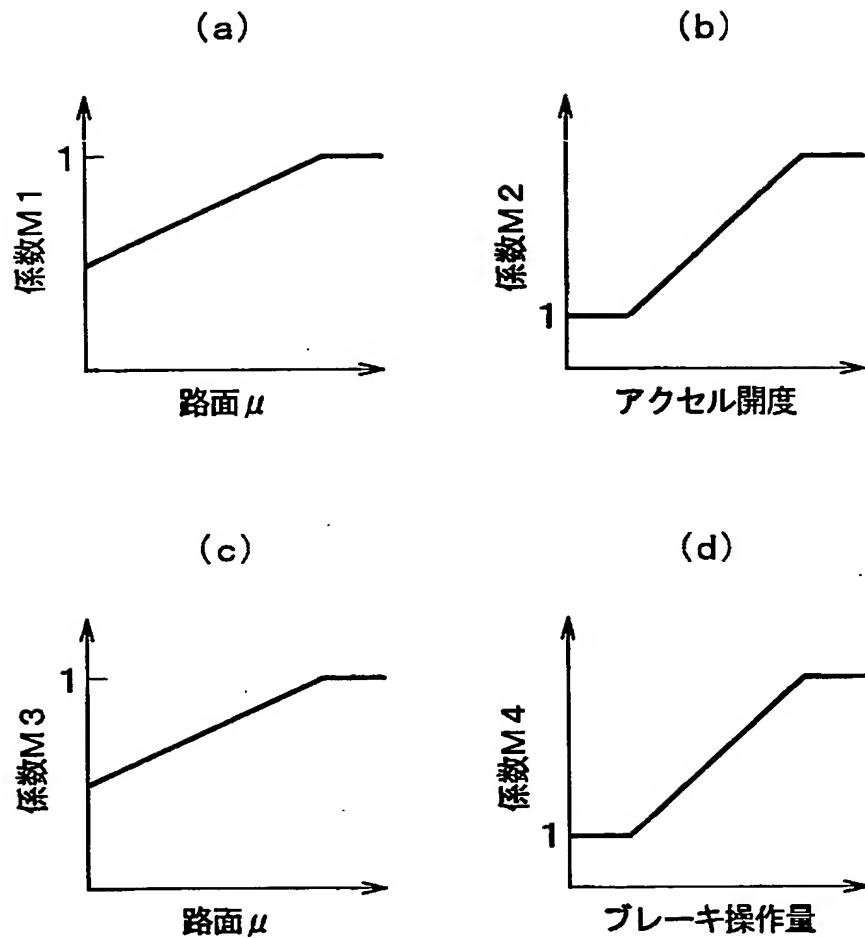 (a)
1
係数M1
路面μ
(b)
係数M2
1
アクセル開度
(c)
1
係数M3
路面μ
(d)
係数M4
1
ブレーキ操作量